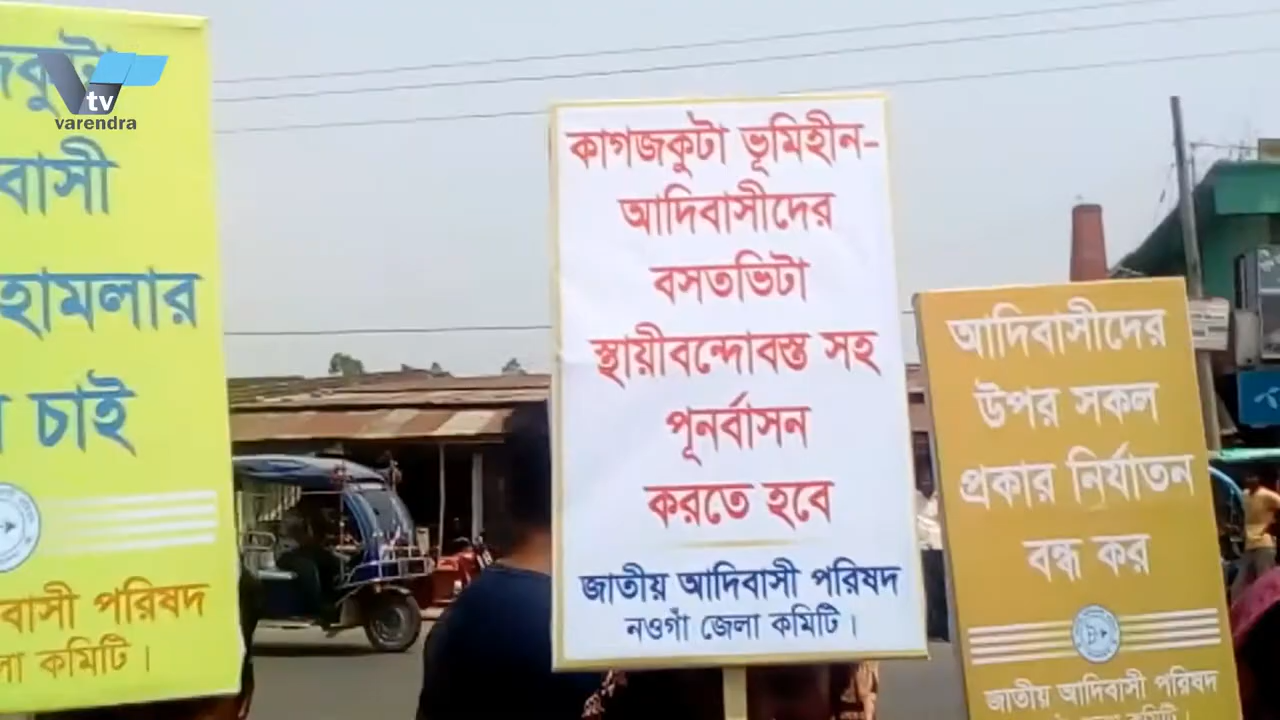 tv
varendra
বাসী
হামলার
চাই
পরিষদ
কমিটি।
কাগজকুটা ভূমিহীন-
আদিবাসীদের
বসতভিটা
স্থায়ীবন্দোবস্ত সহ
পূনর্বাসন
করতে হবে
জাতীয় আদিবাসী পরিষদ
নওগাঁ জেলা কমিটি।
আদিবাসীদের
উপর সকল
প্রকার নির্যাতন
বন্ধ কর
জাতীয় আদিবাসী পরিষদ